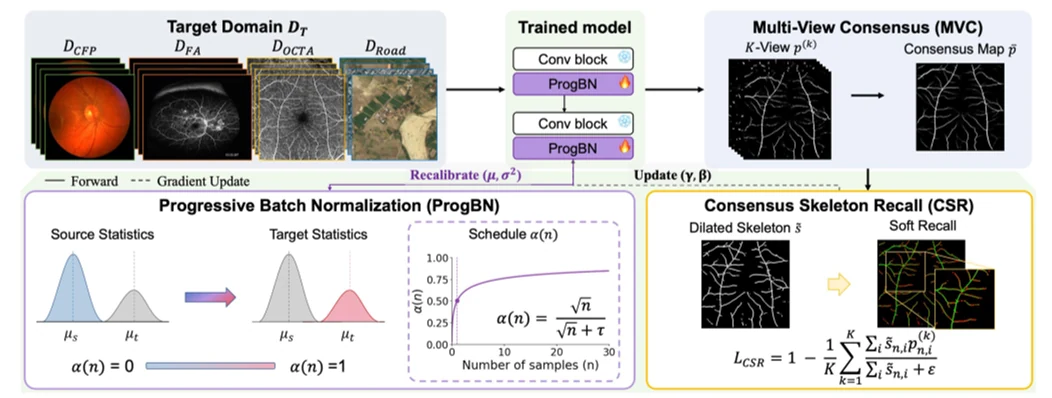 Target Domain D_T
D_CFP
D_FA
D_OCTA
D_Road
Trained model
Conv block
ProgBN
Conv block
ProgBN
Multi-View Consensus (MVC)
K-View p^(k)
Consensus Map p̄
Forward
Gradient Update
Recalibrate (μ, σ²)
Update (γ, β)
Progressive Batch Normalization (ProgBN)
Source Statistics
Target Statistics
μ_s
μ_t
μ_s
μ_t
α(n) = 0
α(n) =1
Schedule α(n)
α(n)
1.00
0.75
0.50
0.25
0.00
0
10
20
30
Number of samples (n)
α(n) = √n / (√n + τ)
Consensus Skeleton Recall (CSR)
Dilated Skeleton s̃
Soft Recall
L_CSR = 1 − (1/K) ∑_{k=1}^{K} (∑_i s̃_{n,i} p_{n,i}^{(k)}) / (∑_i s̃_{n,i} + ε)